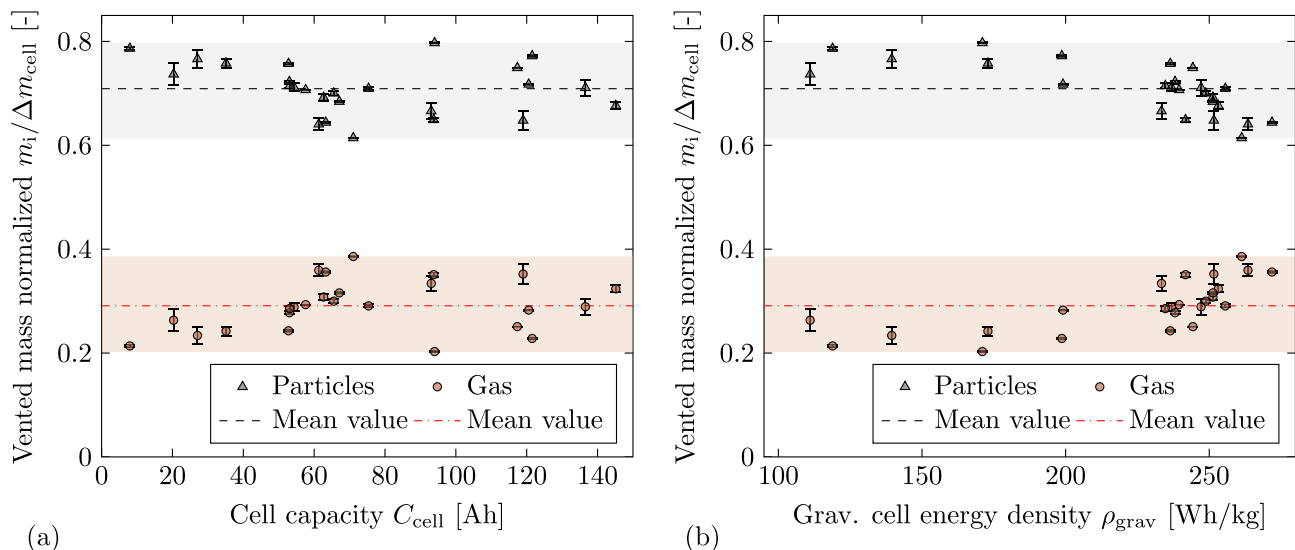 Vented mass normalized m_i/Δm_cell [-]
0.8
0.6
0.4
0.2
0
Particles
Gas
Mean value
Mean value
0 20 40 60 80 100 120 140
Cell capacity C_cell [Ah]
(a)
Vented mass normalized m_i/Δm_cell [-]
0.8
0.6
0.4
0.2
0
Particles
Gas
Mean value
Mean value
100 150 200 250
Grav. cell energy density ρ_grav [Wh/kg]
(b)